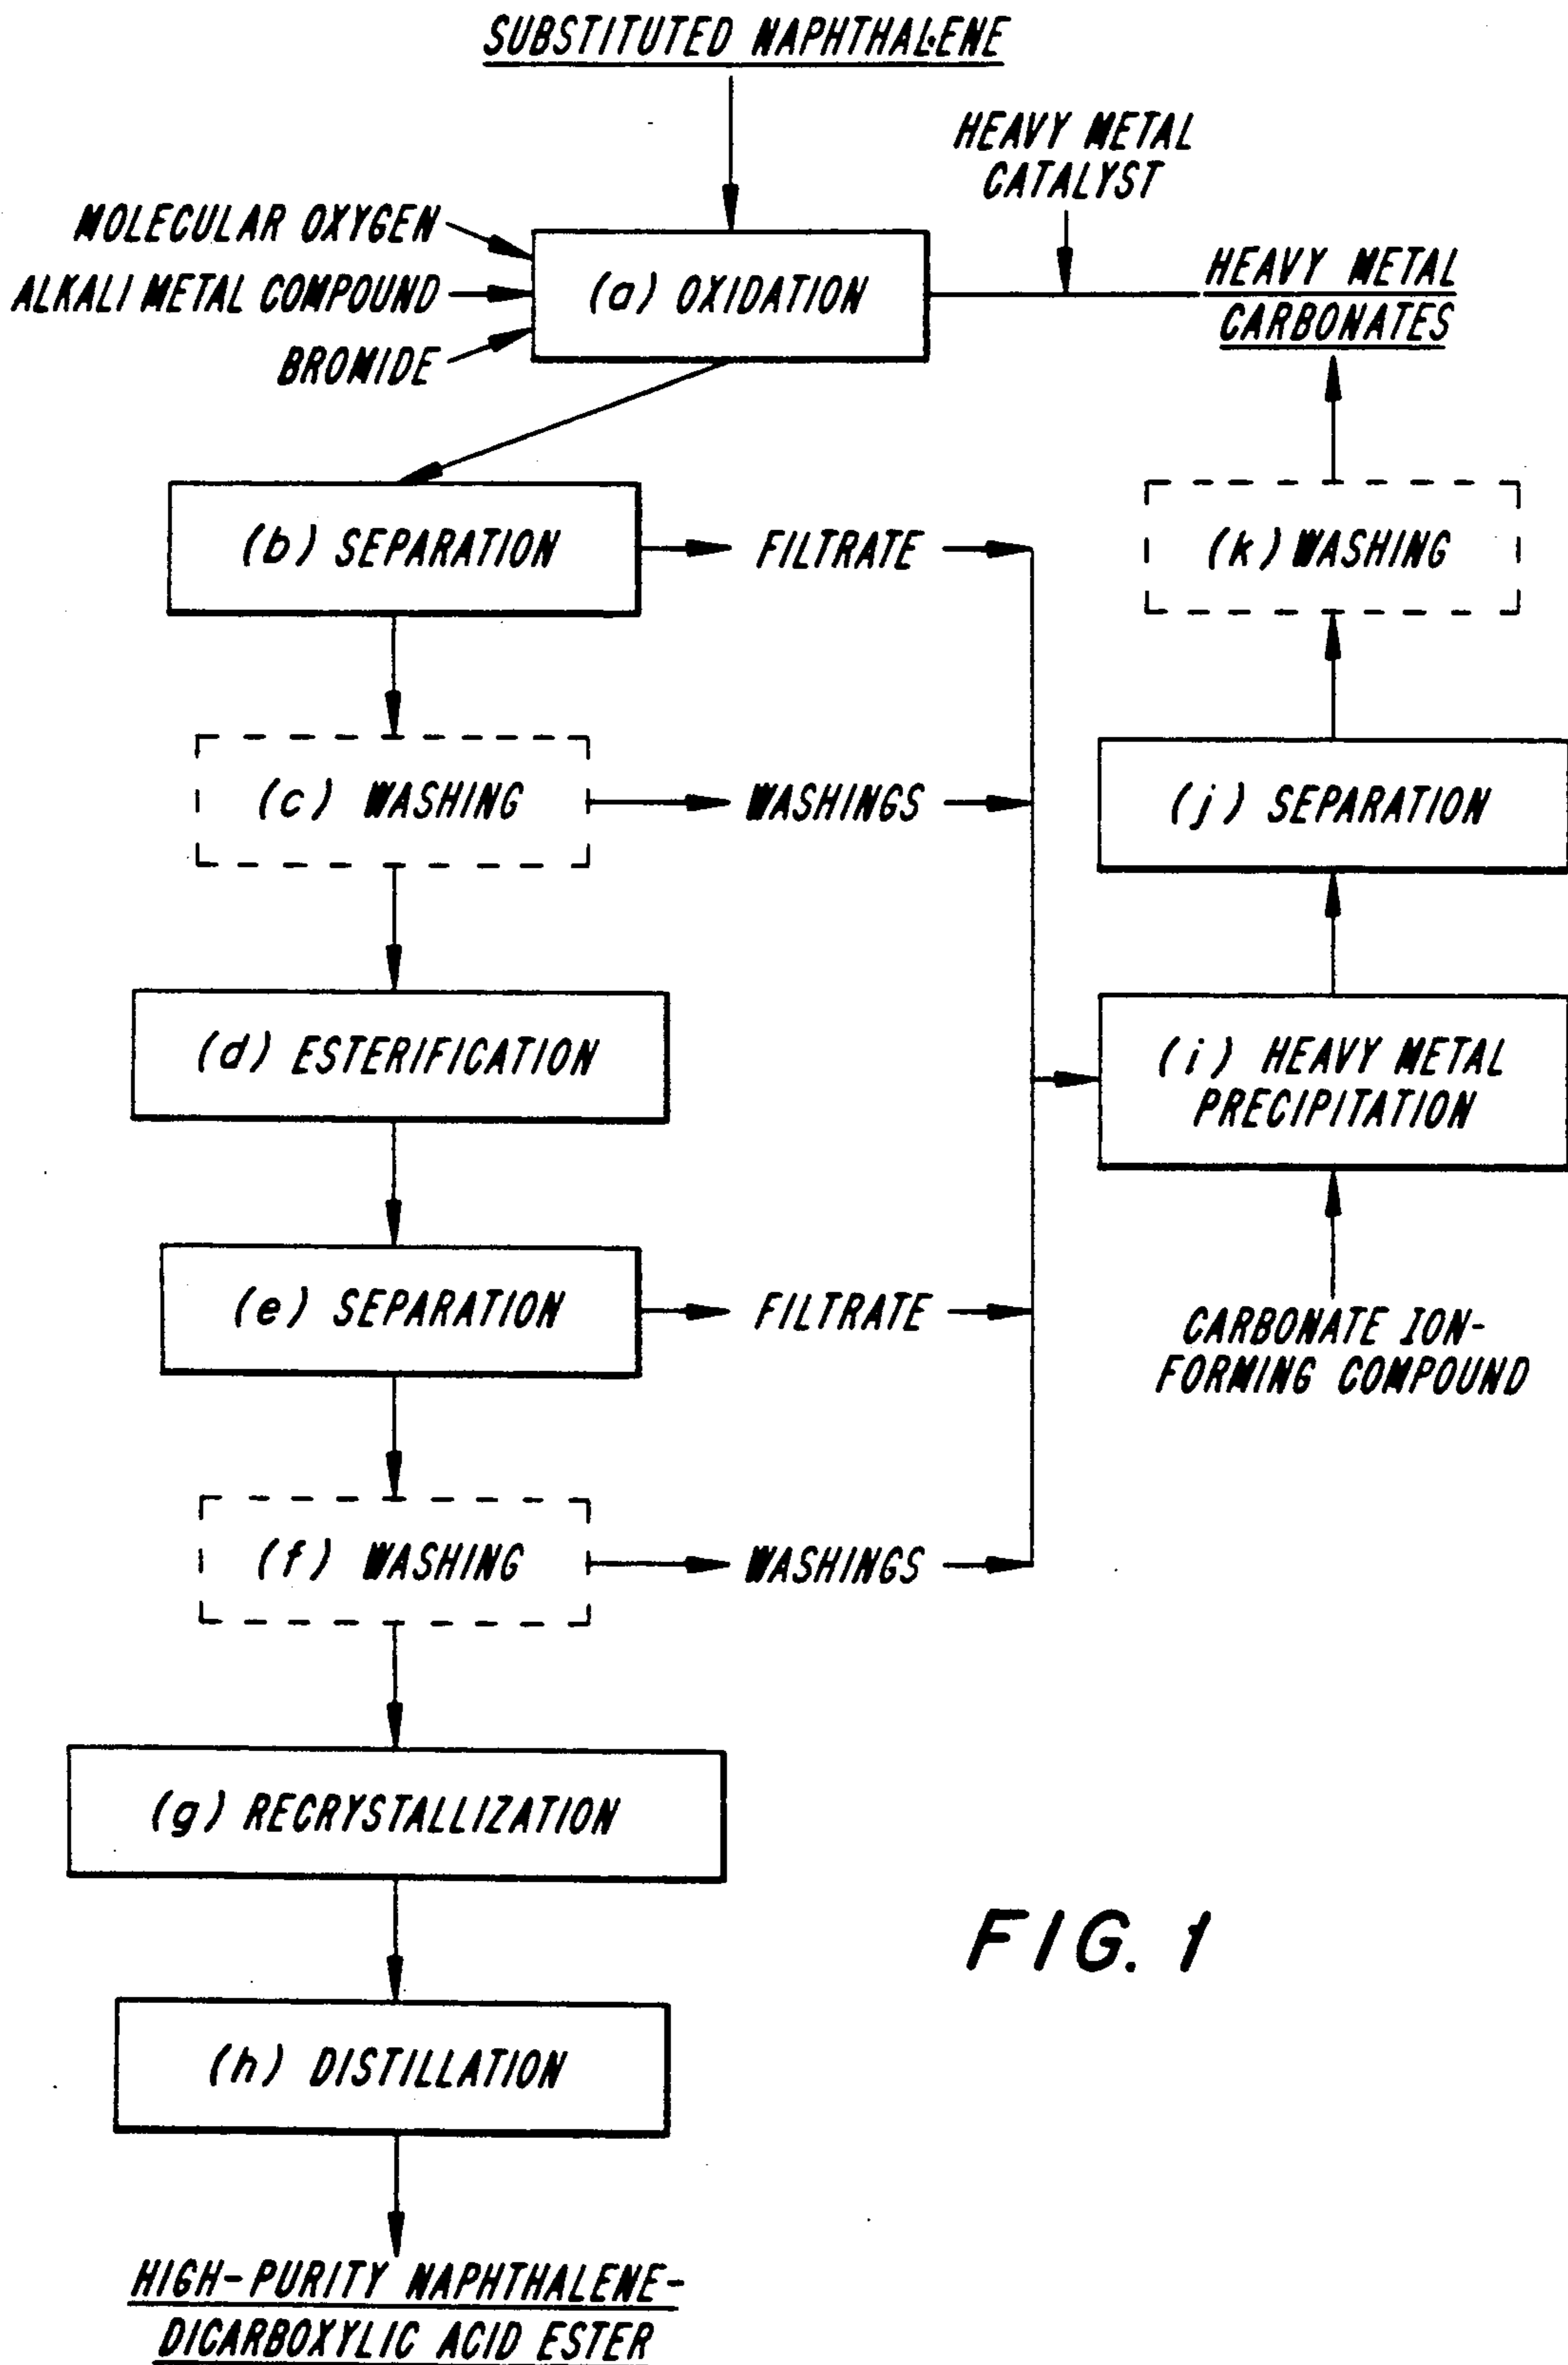 SUBSTITUTED NAPHTHALENE
HEAVY METAL
CATALYST
MOLECULAR OXYGEN
ALKALI METAL COMPOUND
BROMIDE
(a) OXIDATION
HEAVY METAL
CARBONATES
(b) SEPARATION
FILTRATE
(k) WASHING
(c) WASHING
WASHINGS
(j) SEPARATION
(d) ESTERIFICATION
(i) HEAVY METAL
PRECIPITATION
(e) SEPARATION
FILTRATE
CARBONATE ION-
FORMING COMPOUND
(f) WASHING
WASHINGS
(g) RECRYSTALLIZATION
FIG. 1
(h) DISTILLATION
HIGH-PURITY NAPHTHALENE-
DICARBOXYLIC ACID ESTER